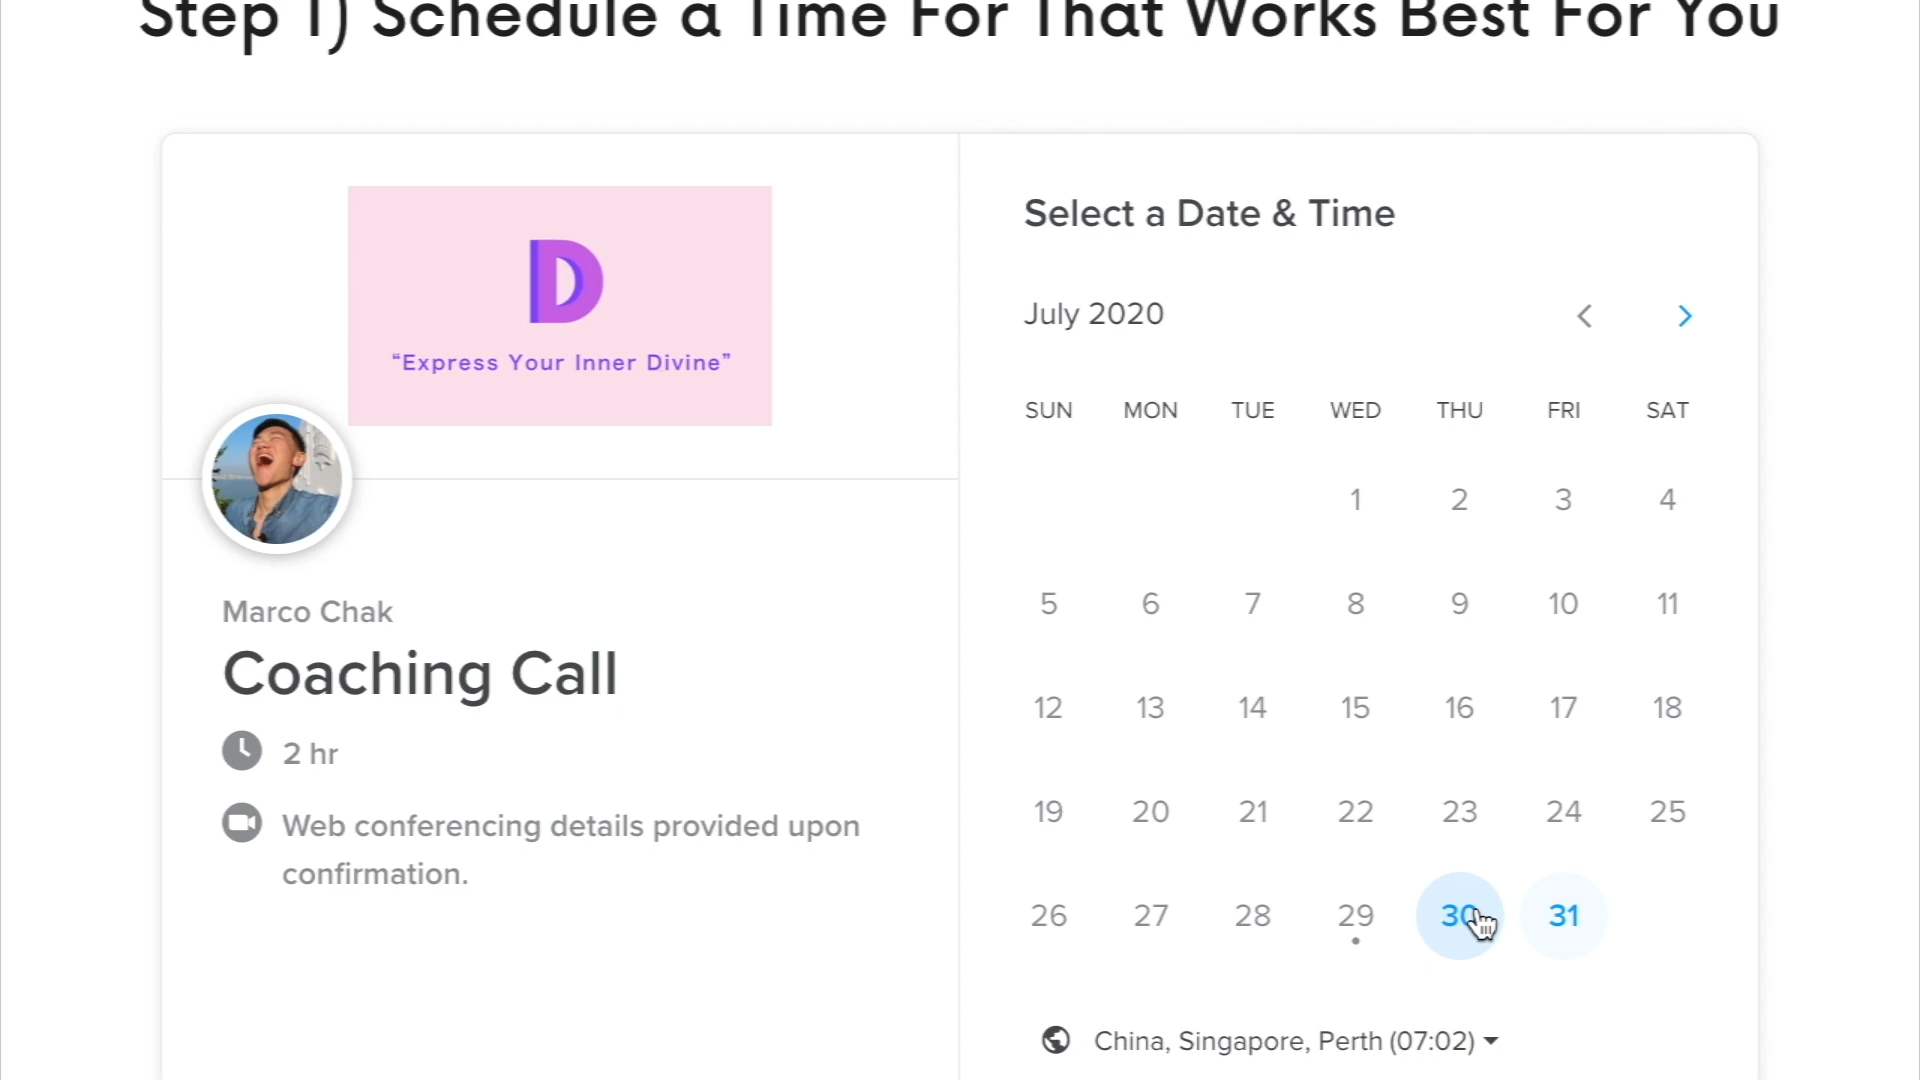 Step 1) Schedule a Time For That Works Best For You
D
“Express Your Inner Divine”
Marco Chak
Coaching Call
2 hr
Web conferencing details provided upon
confirmation.
Select a Date & Time
July 2020
SUN MON TUE WED THU FRI SAT
1 2 3 4
5 6 7 8 9 10 11
12 13 14 15 16 17 18
19 20 21 22 23 24 25
26 27 28 29 30 31
China, Singapore, Perth (07:02)